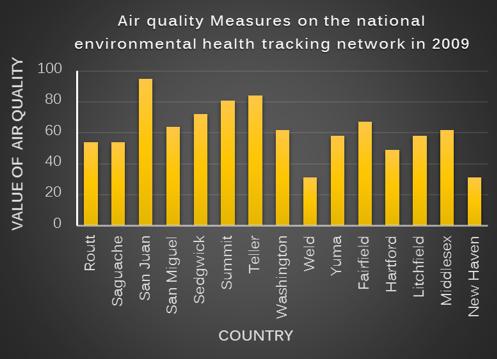 Air quality Measures on the national
environmental health tracking network in 2009
VALUE OF AIR QUALITY
100
80
60
40
20
0
Routt
Saguache
San Juan
San Miguel
Sedgwick
Summit
Teller
Washington
Weld
Yuma
Fairfield
Hartford
Litchfield
Middlesex
New Haven
COUNTRY